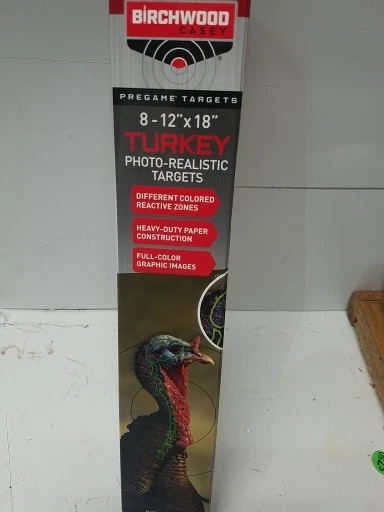 BIRCHWOOD
CASEY
PREGAME TARGETS
8-12"x18"
TURKEY
PHOTO-REALISTIC
TARGETS
DIFFERENT COLORED
REACTIVE ZONES
HEAVY-DUTY PAPER
CONSTRUCTION
FULL-COLOR
GRAPHIC IMAGES